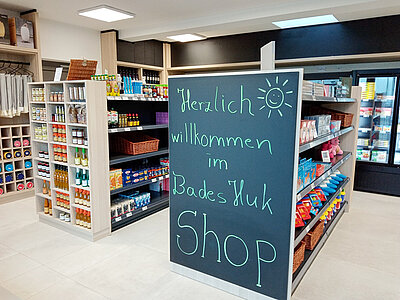 Herzlich
willkommen
im
Bades Huk
Shop